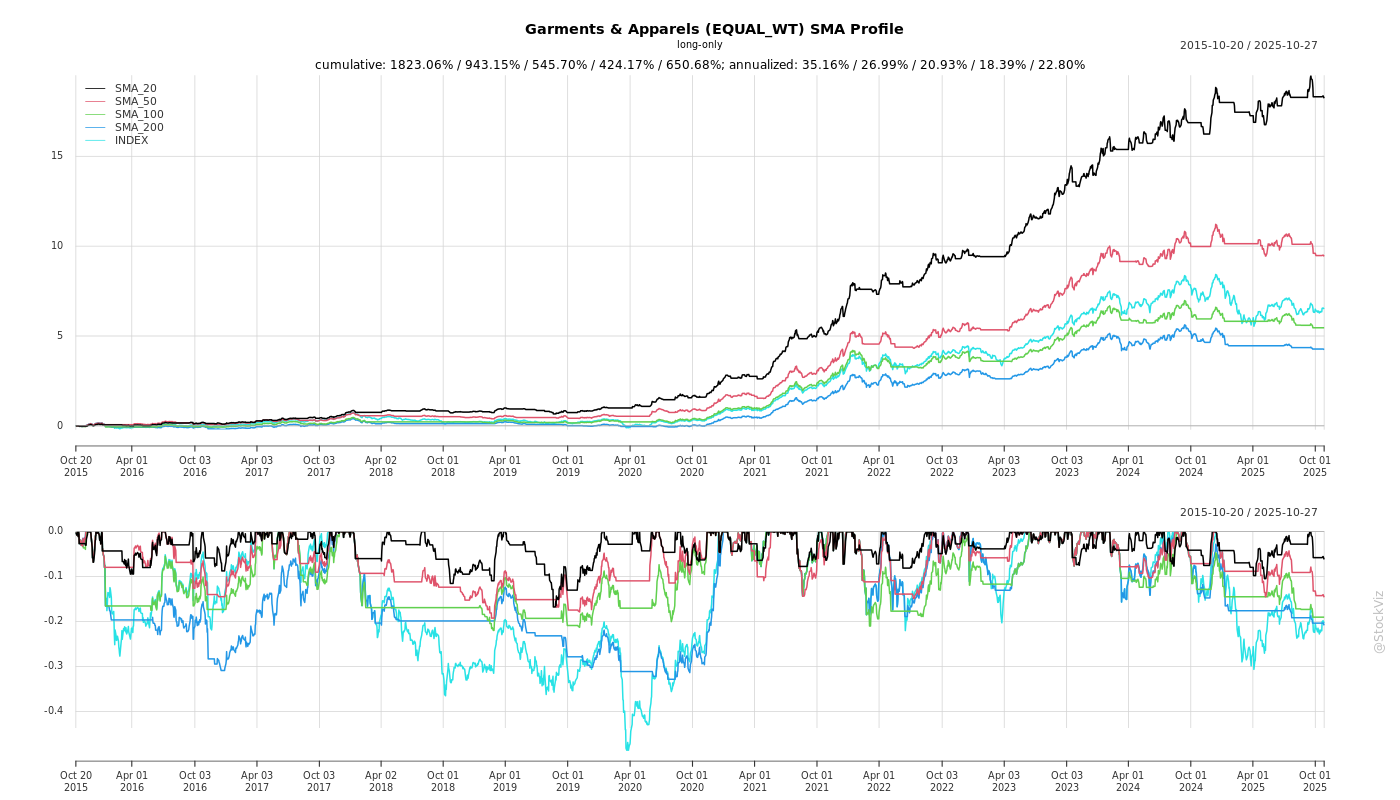 Garments & Apparels (EQUAL_WT) SMA Profile
long-only
2015-10-20 / 2025-10-27
cumulative: 1823.06% / 943.15% / 545.70% / 424.17% / 650.68%; annualized: 35.16% / 26.99% / 20.93% / 18.39% / 22.80%
SMA_20
SMA_50
SMA_100
SMA_200
INDEX
15
10
5
0
Oct 20 Apr 01 Oct 03 Apr 03 Oct 03 Apr 02 Oct 01 Apr 01 Oct 01 Apr 01 Oct 01 Apr 01 Oct 01 Apr 01 Oct 03 Apr 03 Oct 03 Apr 01 Oct 01 Apr 01 Oct 01
2015 2016 2016 2017 2017 2018 2018 2019 2019 2020 2020 2021 2021 2022 2022 2023 2023 2024 2024 2025 2025
2015-10-20 / 2025-10-27
0.0
-0.1
-0.2
-0.3
-0.4
Oct 20 Apr 01 Oct 03 Apr 03 Oct 03 Apr 02 Oct 01 Apr 01 Oct 01 Apr 01 Oct 01 Apr 01 Oct 01 Apr 01 Oct 03 Apr 03 Oct 03 Apr 01 Oct 01 Apr 01 Oct 01
2015 2016 2016 2017 2017 2018 2018 2019 2019 2020 2020 2021 2021 2022 2022 2023 2023 2024 2024 2025 2025
@StockViz